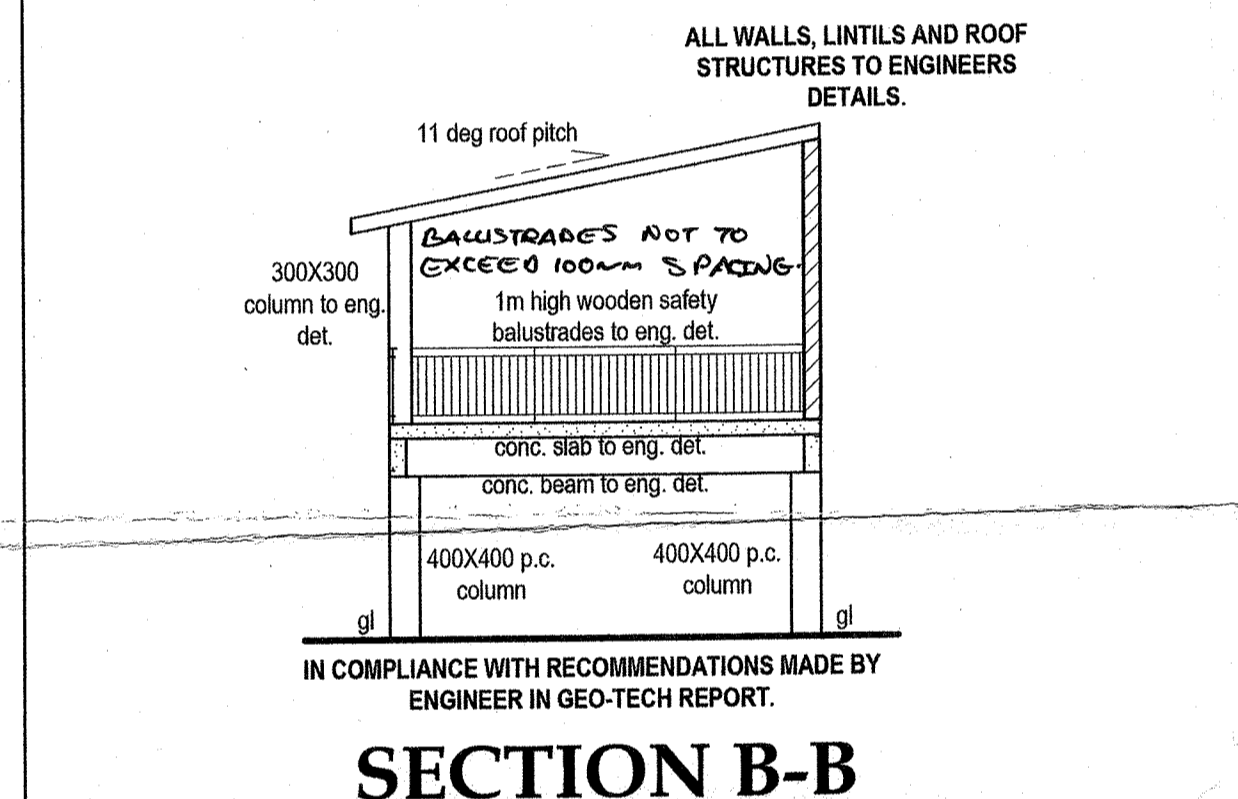 ALL WALLS, LINTILS AND ROOF
STRUCTURES TO ENGINEERS
DETAILS.
11 deg roof pitch
BALUSTRADES NOT TO
EXCEED 100mm SPACING.
300X300
column to eng.
det.
1m high wooden safety
balustrades to eng. det.
conc. slab to eng. det.
conc. beam to eng. det.
400X400 p.c.
column
400X400 p.c.
column
gl
gl
IN COMPLIANCE WITH RECOMMENDATIONS MADE BY
ENGINEER IN GEO-TECH REPORT.
SECTION B-B